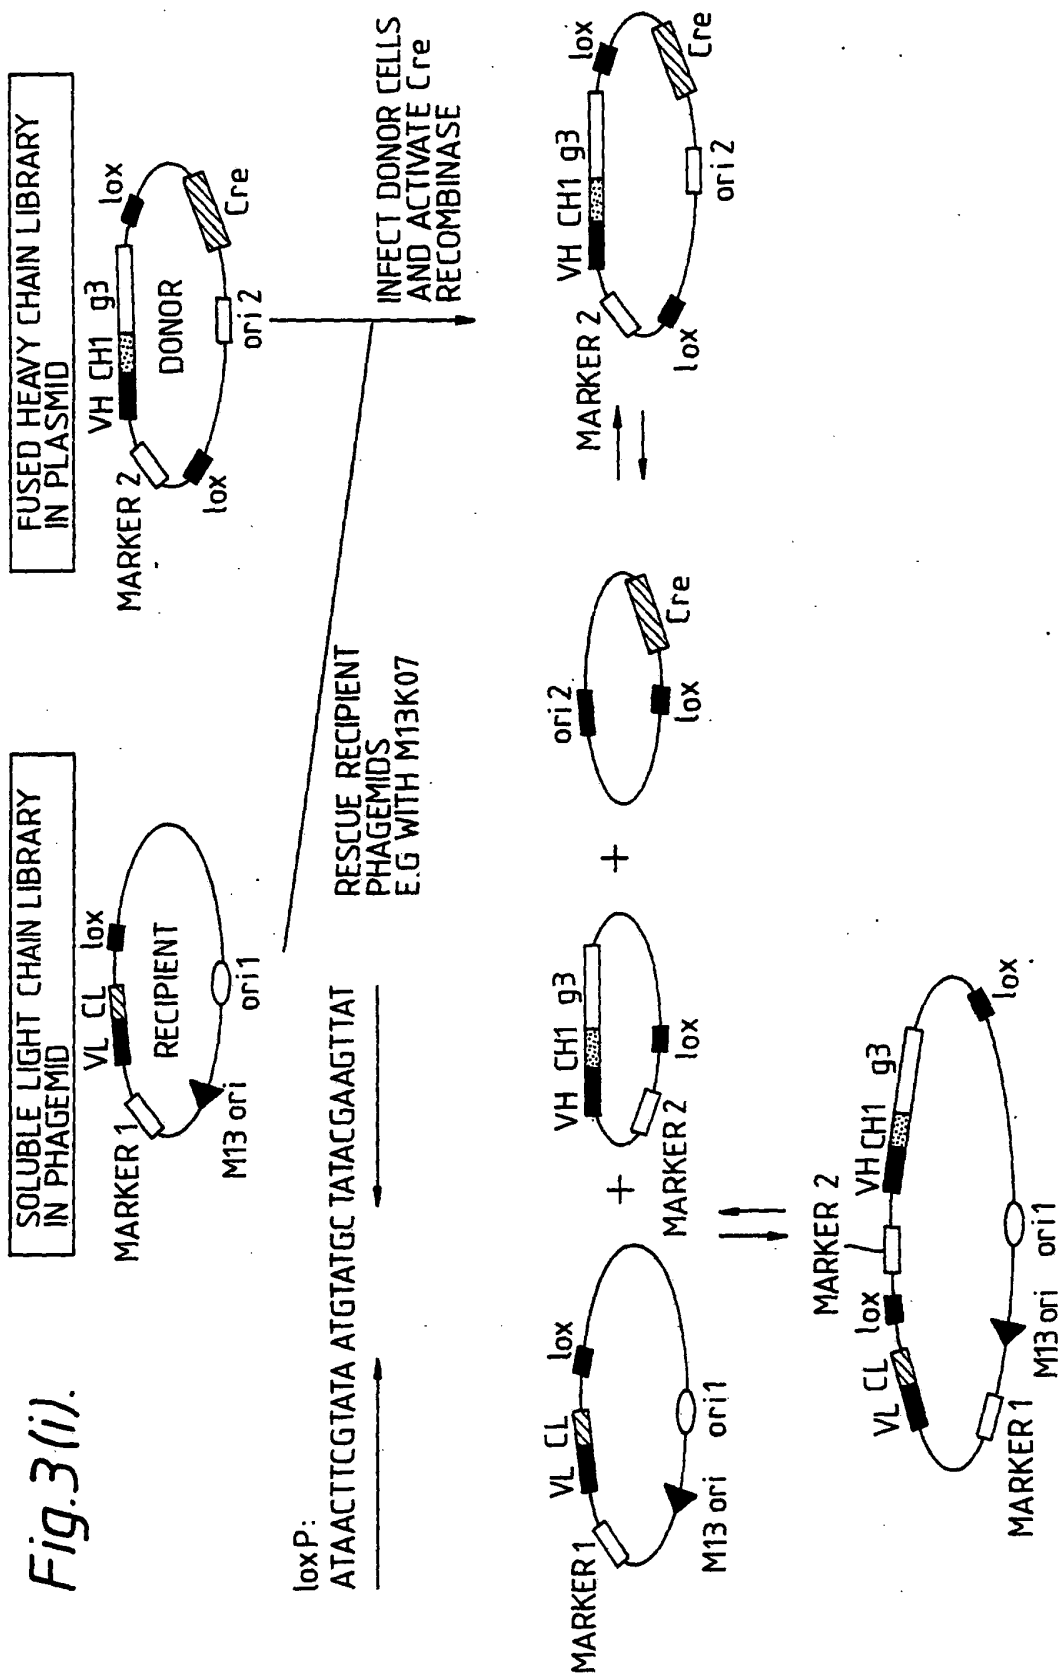 Fig.3(i).
SOLUBLE LIGHT CHAIN LIBRARY
IN PHAGEMID
MARKER 1
VL CL
lox
RECIPIENT
M13 ori
ori1
FUSED HEAVY CHAIN LIBRARY
IN PLASMID
MARKER 2
VH CH1 g3
lox
DONOR
lox
ori 2
Cre
loxP:
ATAACTTCGTATA ATGTATGC TATACGAAGTTAT
RESCUE RECIPIENT
PHAGEMIDS
E.G WITH M13K07
INFECT DONOR CELLS
AND ACTIVATE Cre
RECOMBINASE
MARKER 1
VL CL
lox
M13 ori
ori1
+
VH CH1 g3
MARKER 2
lox
+
ori 2
lox
Cre
MARKER 2
VH CH1 g3
lox
lox
ori 2
Cre
MARKER 2
VL CL
lox
VH CH1
g3
lox
MARKER 1
M13 ori
ori1